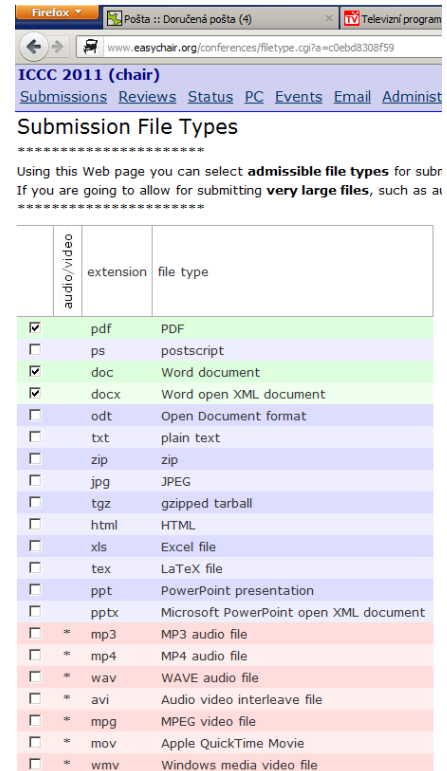 Firefox
Pošta :: Doručená pošta (4) × TV Televizní program
www.easychair.org/conferences/filetype.cgi?a=c0ebd8308f59
ICCC 2011 (chair)
Submissions Reviews Status PC Events Email Administ
Submission File Types
***********************
Using this Web page you can select admissible file types for subm
If you are going to allow for submitting very large files, such as au
***********************
audio/video extension file type
pdf PDF
ps postscript
doc Word document
docx Word open XML document
odt Open Document format
txt plain text
zip zip
jpg JPEG
tgz gzipped tarball
html HTML
xls Excel file
tex LaTeX file
ppt PowerPoint presentation
pptx Microsoft PowerPoint open XML document
* mp3 MP3 audio file
* mp4 MP4 audio file
* wav WAVE audio file
* avi Audio video interleave file
* mpg MPEG video file
* mov Apple QuickTime Movie
* wmv Windows media video file